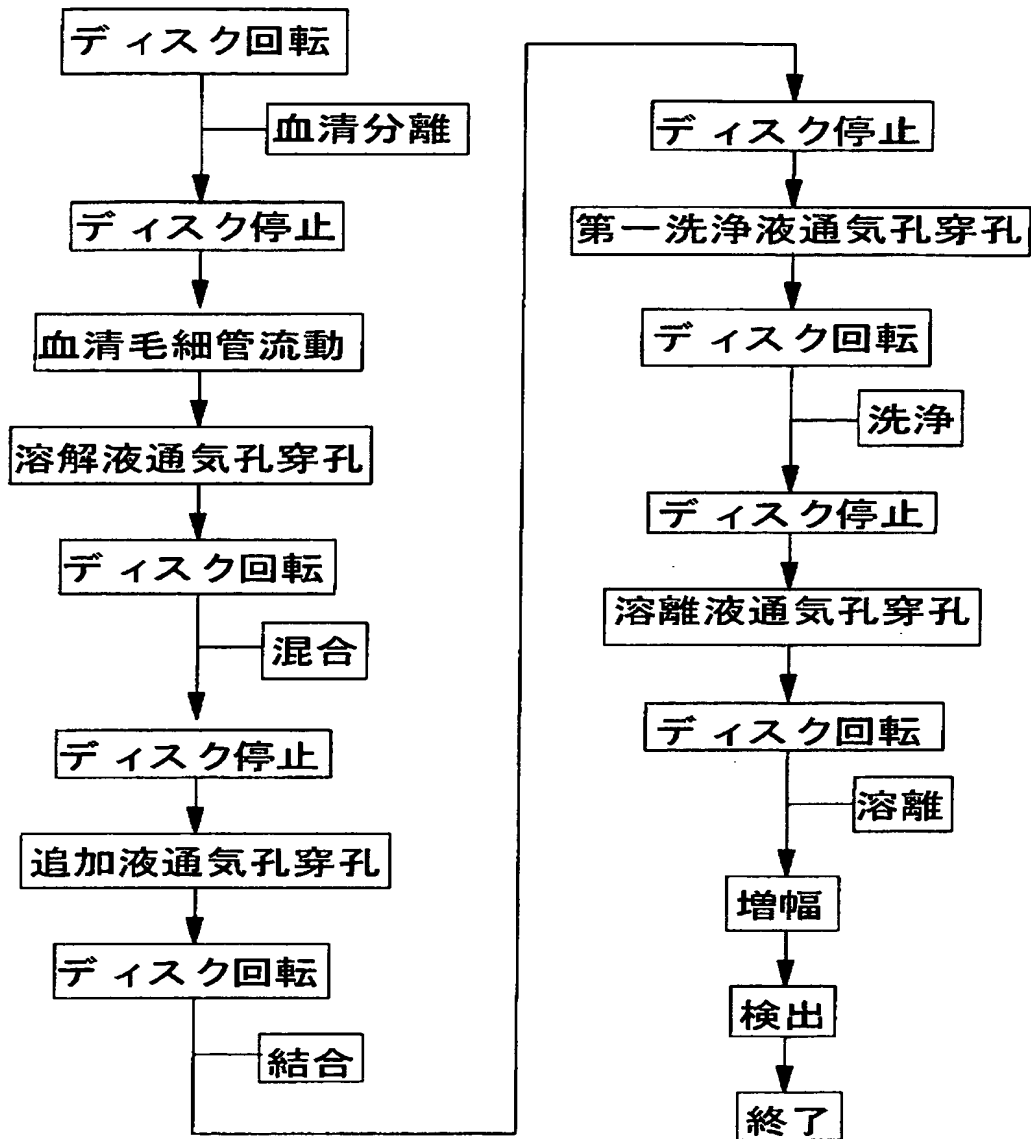 ディスク回転
血清分離
ディスク停止
血清毛細管流動
溶解液通気孔穿孔
ディスク回転
混合
ディスク停止
追加液通気孔穿孔
ディスク回転
結合
ディスク停止
第一洗浄液通気孔穿孔
ディスク回転
洗浄
ディスク停止
溶離液通気孔穿孔
ディスク回転
溶離
増幅
検出
終了